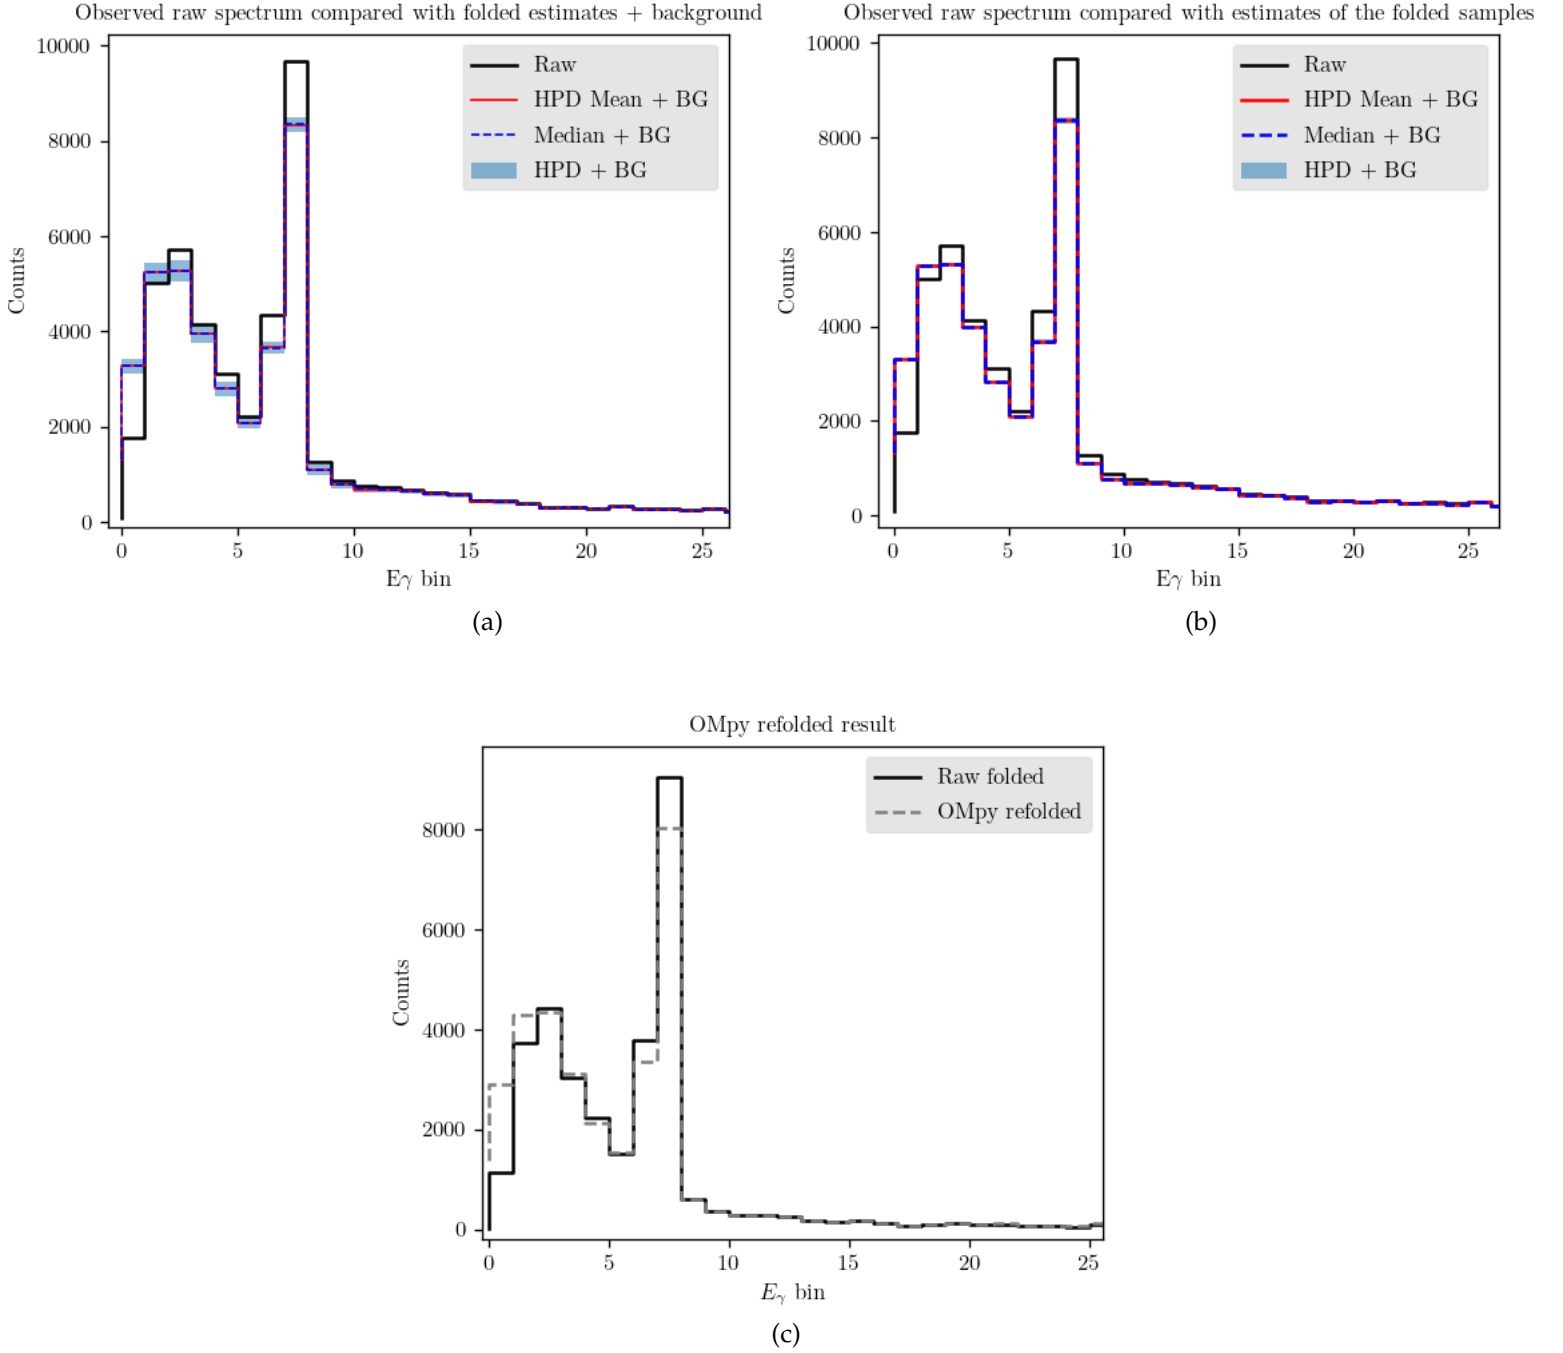 Observed raw spectrum compared with folded estimates + background
10000
8000
6000
4000
2000
0
Counts
Raw
HPD Mean + BG
Median + BG
HPD + BG
0 5 10 15 20 25
Eγ bin
(a)
Observed raw spectrum compared with estimates of the folded samples
10000
8000
6000
4000
2000
0
Counts
Raw
HPD Mean + BG
Median + BG
HPD + BG
0 5 10 15 20 25
Eγ bin
(b)
OMpy refolded result
8000
6000
4000
2000
0
Counts
Raw folded
OMpy refolded
0 5 10 15 20 25
Eγ bin
(c)